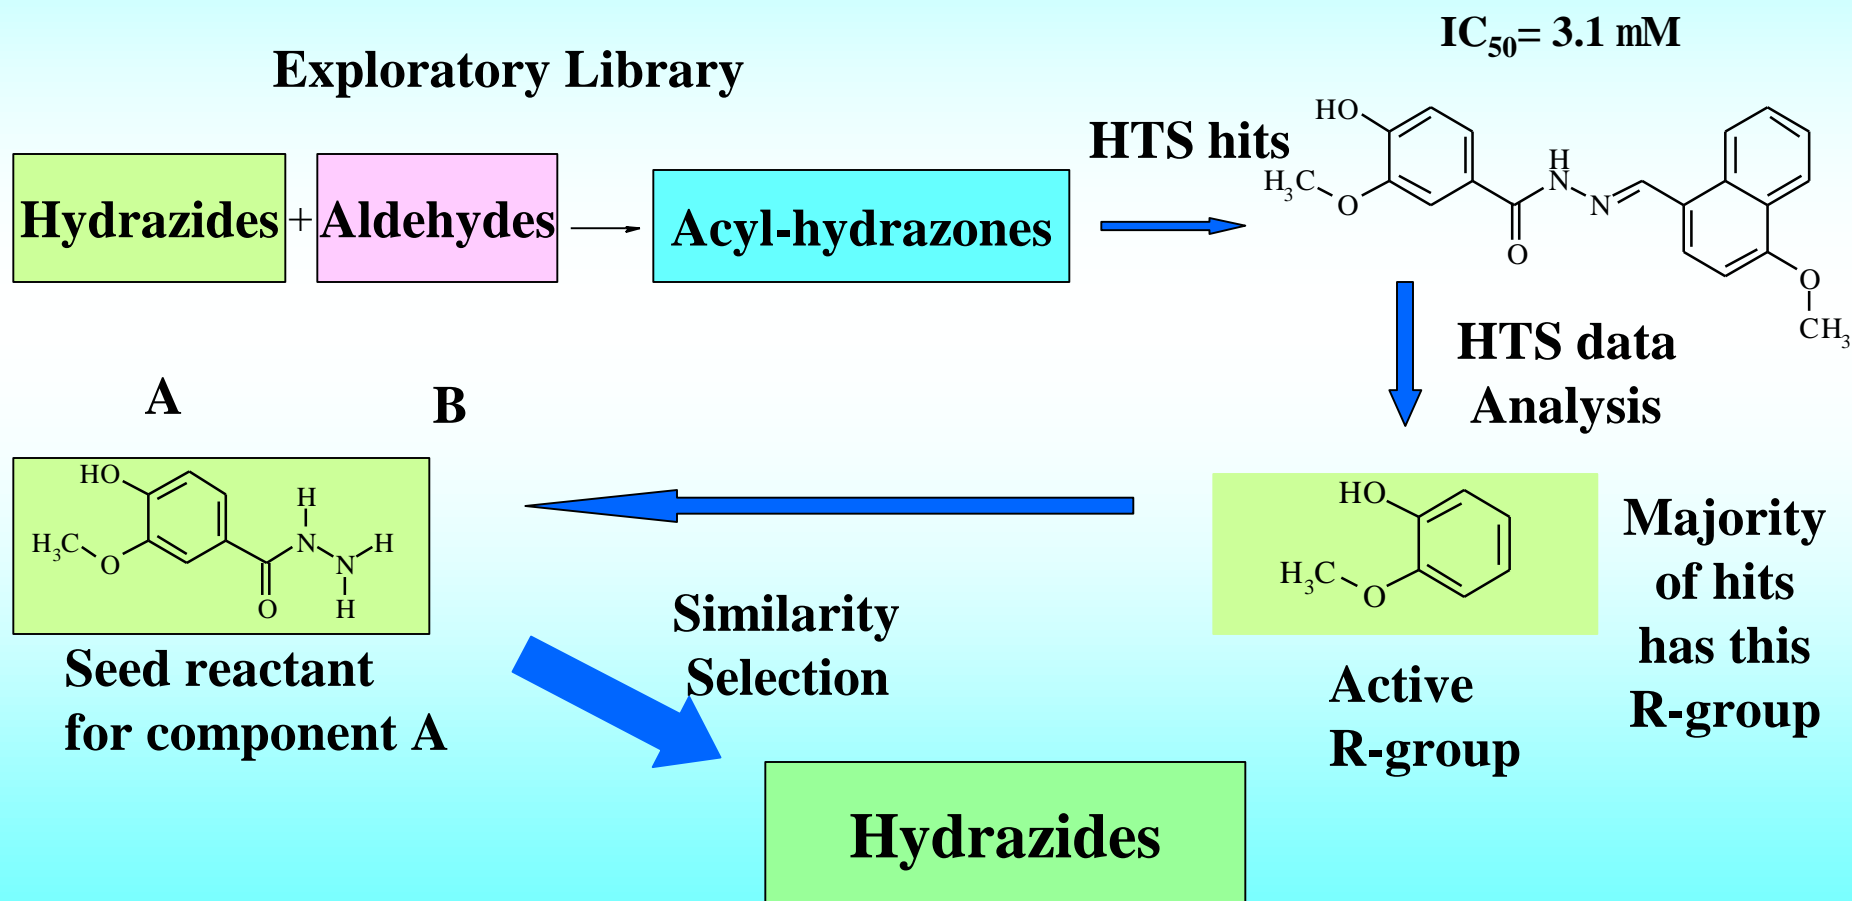 IC50= 3.1 mM
Exploratory Library
HTS hits
Hydrazides + Aldehydes
Acyl-hydrazones
HO
H3C
O
O
H
N
N
O
CH3
HTS data
Analysis
A
B
HO
H3C
O
O
H
N
N
H
H
HO
H3C
O
Majority
of hits
has this
R-group
Similarity
Selection
Seed reactant
for component A
Active
R-group
Hydrazides